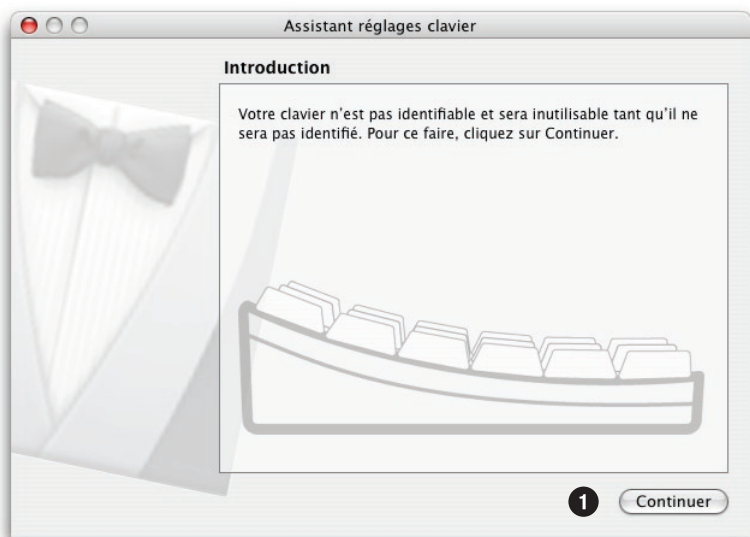 Assistant réglages clavier
Introduction
Votre clavier n'est pas identifiable et sera inutilisable tant qu'il ne
sera pas identifié. Pour ce faire, cliquez sur Continuer.
1 Continuer